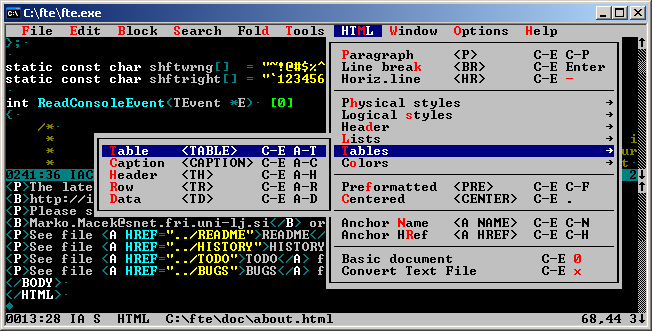 C:\fte\fte.exe
File Edit Block Search Fold Tools HTML Window Options Help
};
static const char shftwrng[] = "~!@#$%^
static const char shftright[] = "`123456
int ReadConsoleEvent(TEvent *E) [0]
{
/*
*
*
*
0241:36 IAC
Paragraph <P> C-E C-P
Line break <BR> C-E Enter
Horiz.line <HR> C-E -
Physical styles →
Logical styles →
Header →
Lists →
Tables →
Colors →
Preformatted <PRE> C-E C-F
Centered <CENTER> C-E .
Anchor Name <A NAME> C-E C-N
Anchor HRef <A HREF> C-E C-H
Basic document C-E 0
Convert Text File C-E x
Table <TABLE> C-E A-T
Caption <CAPTION> C-E A-C
Header <TH> C-E A-H
Row <TR> C-E A-R
Data <TD> C-E A-D
<P>The late
<B>http://i
<P>Please s
<B>Marko.Macek@snet.fri.uni-lj.si</B> or
<P>See file <A HREF="../README">README</
<P>See file <A HREF="../HISTORY">HISTORY
<P>See file <A HREF="../TODO">TODO</A> f
<P>See file <A HREF="../BUGS">BUGS</A> f
</BODY>
</HTML>
0013:28 IA S HTML C:\fte\doc\about.html 68,44 3↓